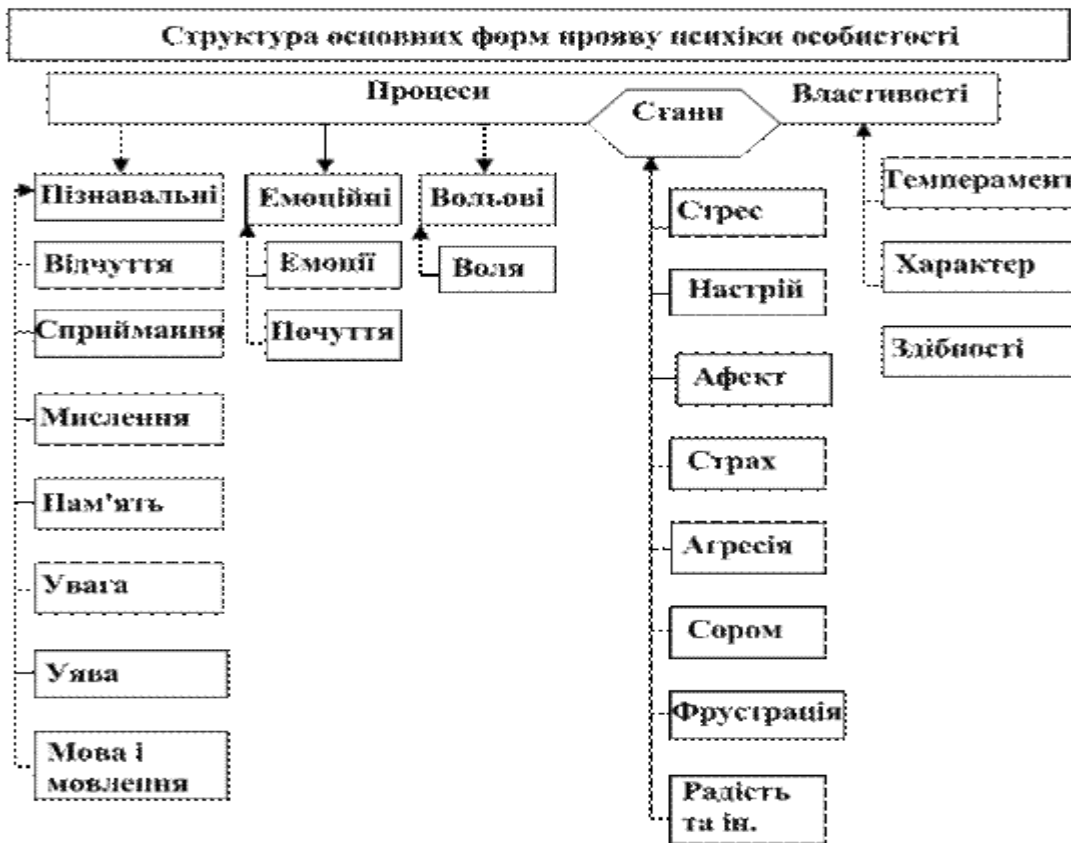 Структура основних форм прояву психіки особистості
Процеси
Стани
Властивості
Пізнавальні
Відчуття
Сприймання
Мислення
Пам'ять
Увага
Уява
Мова і
мовлення
Емоційні
Емоції
Почуття
Вольові
Воля
Стрес
Настрій
Афект
Страх
Агресія
Сором
Фрустрація
Радість
та ін.
Темперамент
Характер
Здібності